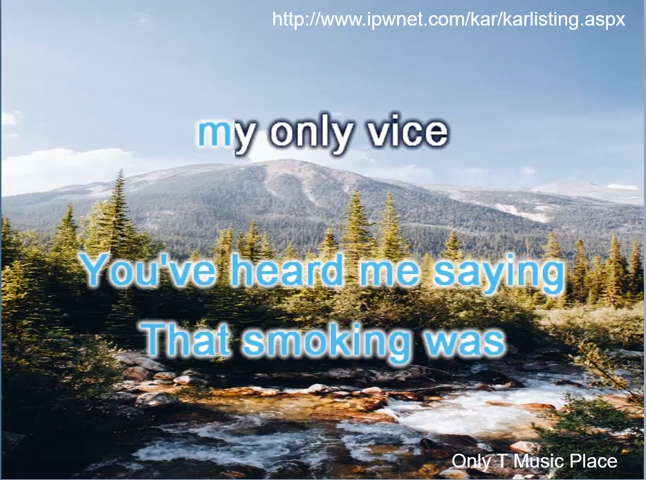 http://www.ipwnet.com/kar/karlisting.aspx
my only vice
You've heard me saying
That smoking was
Only T Music Place